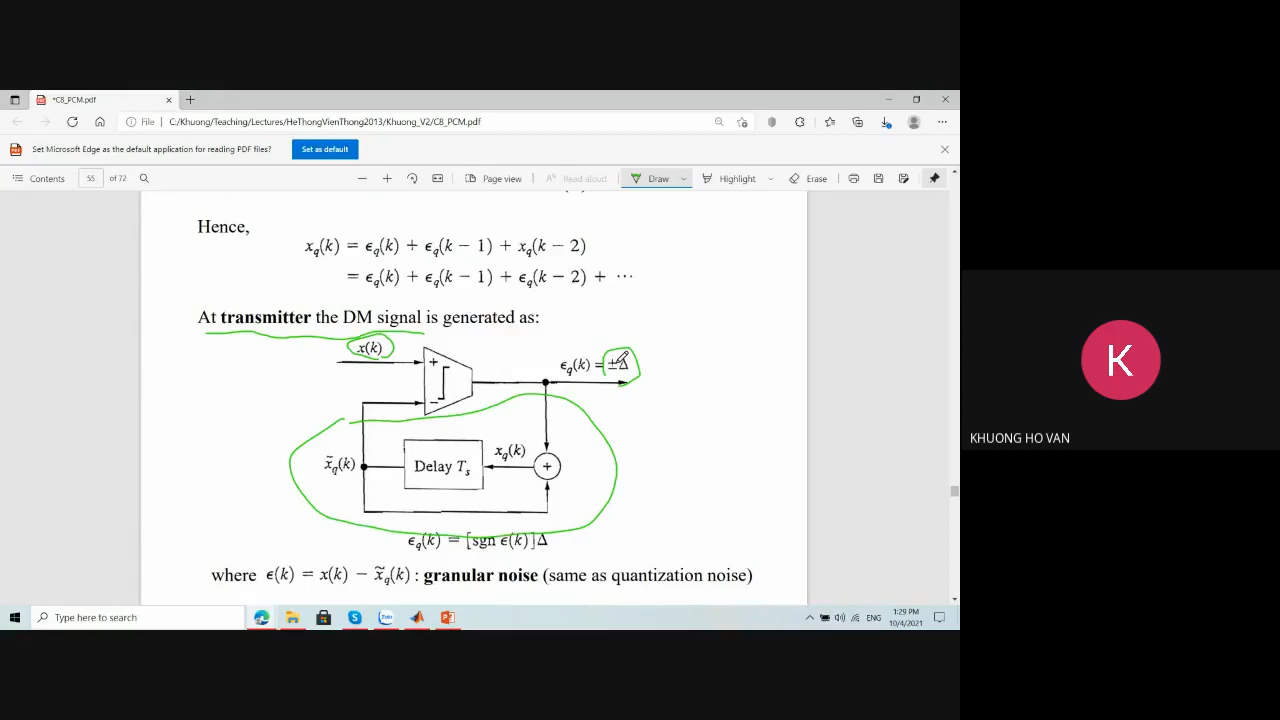 *C8_PCM.pdf
File | C:/Khuong/Teaching/Lectures/HeThongVienThong2013/Khuong_V2/C8_PCM.pdf
Set Microsoft Edge as the default application for reading PDF files? Set as default
Contents 55 of 72 Page view Read aloud Draw Highlight Erase
Hence,
x_q(k) = ϵ_q(k) + ϵ_q(k − 1) + x_q(k − 2)
= ϵ_q(k) + ϵ_q(k − 1) + ϵ_q(k − 2) + ···
At transmitter the DM signal is generated as:
x(k)
+
ϵ_q(k) = ±Δ
−
x̃_q(k)
Delay T_s
x_q(k)
+
ϵ_q(k) = [sgn ϵ(k)]Δ
where ϵ(k) = x(k) − x̃_q(k) : granular noise (same as quantization noise)
K
KHUONG HO VAN
Type here to search
Zalo
ENG
1:29 PM
10/4/2021